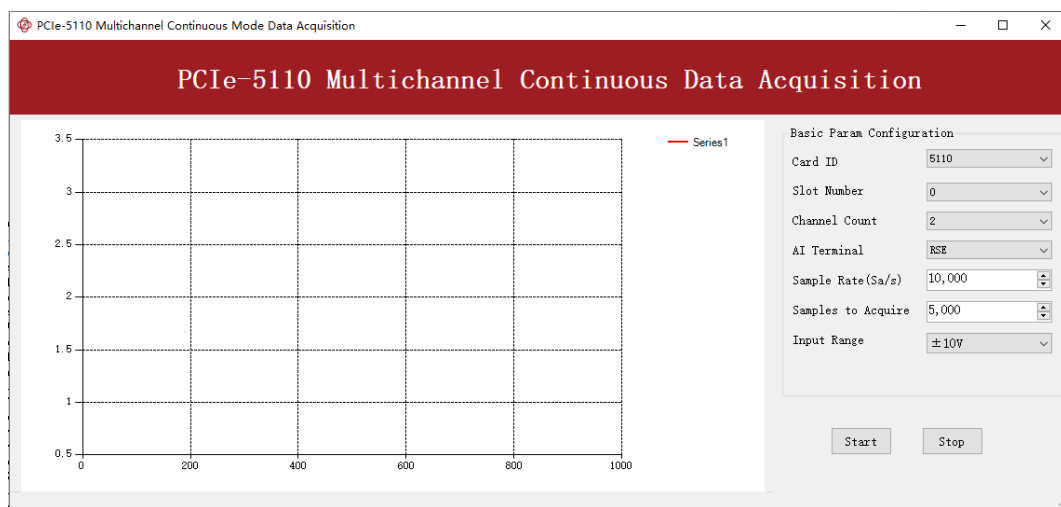 PCIe-5110 Multichannel Continuous Mode Data Acquisition
PCIe-5110 Multichannel Continuous Data Acquisition
3.5
3
2.5
2
1.5
1
0.5
0 200 400 600 800 1000
Series1
Basic Param Configuration
Card ID 5110
Slot Number 0
Channel Count 2
AI Terminal RSE
Sample Rate(Sa/s) 10,000
Samples to Acquire 5,000
Input Range ±10V
Start Stop